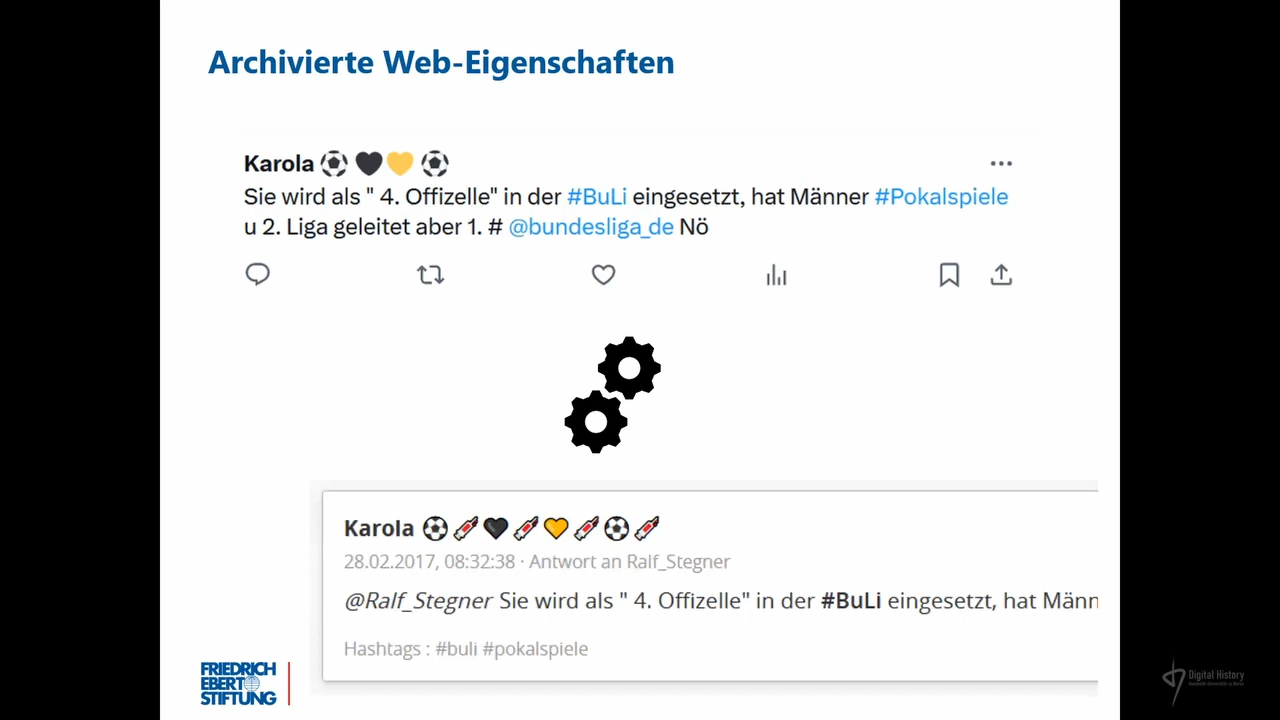 Archivierte Web-Eigenschaften
Karola ⚽🖤💛⚽
Sie wird als " 4. Offizelle" in der #BuLi eingesetzt, hat Männer #Pokalspiele
u 2. Liga geleitet aber 1. # @bundesliga_de Nö
Karola ⚽💉🖤💉💛💉⚽💉
28.02.2017, 08:32:38 · Antwort an Ralf_Stegner
@Ralf_Stegner Sie wird als " 4. Offizelle" in der #BuLi eingesetzt, hat Männ
Hashtags : #buli #pokalspiele
FRIEDRICH
EBERT
STIFTUNG
Digital History